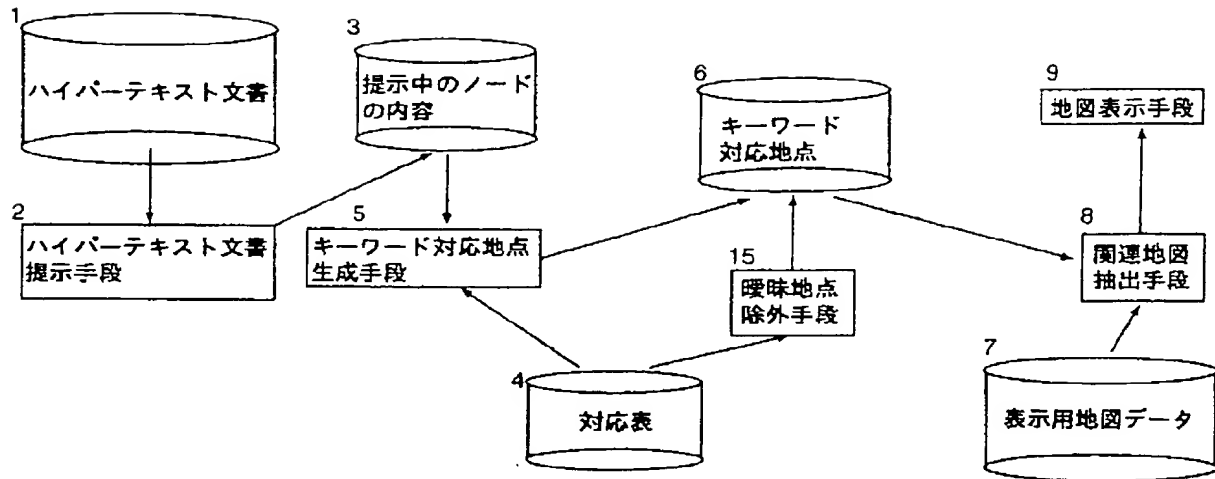 1
ハイパーテキスト文書
2
ハイパーテキスト文書
提示手段
3
提示中のノード
の内容
5
キーワード対応地点
生成手段
4
対応表
6
キーワード
対応地点
15
曖昧地点
除外手段
9
地図表示手段
8
関連地図
抽出手段
7
表示用地図データ